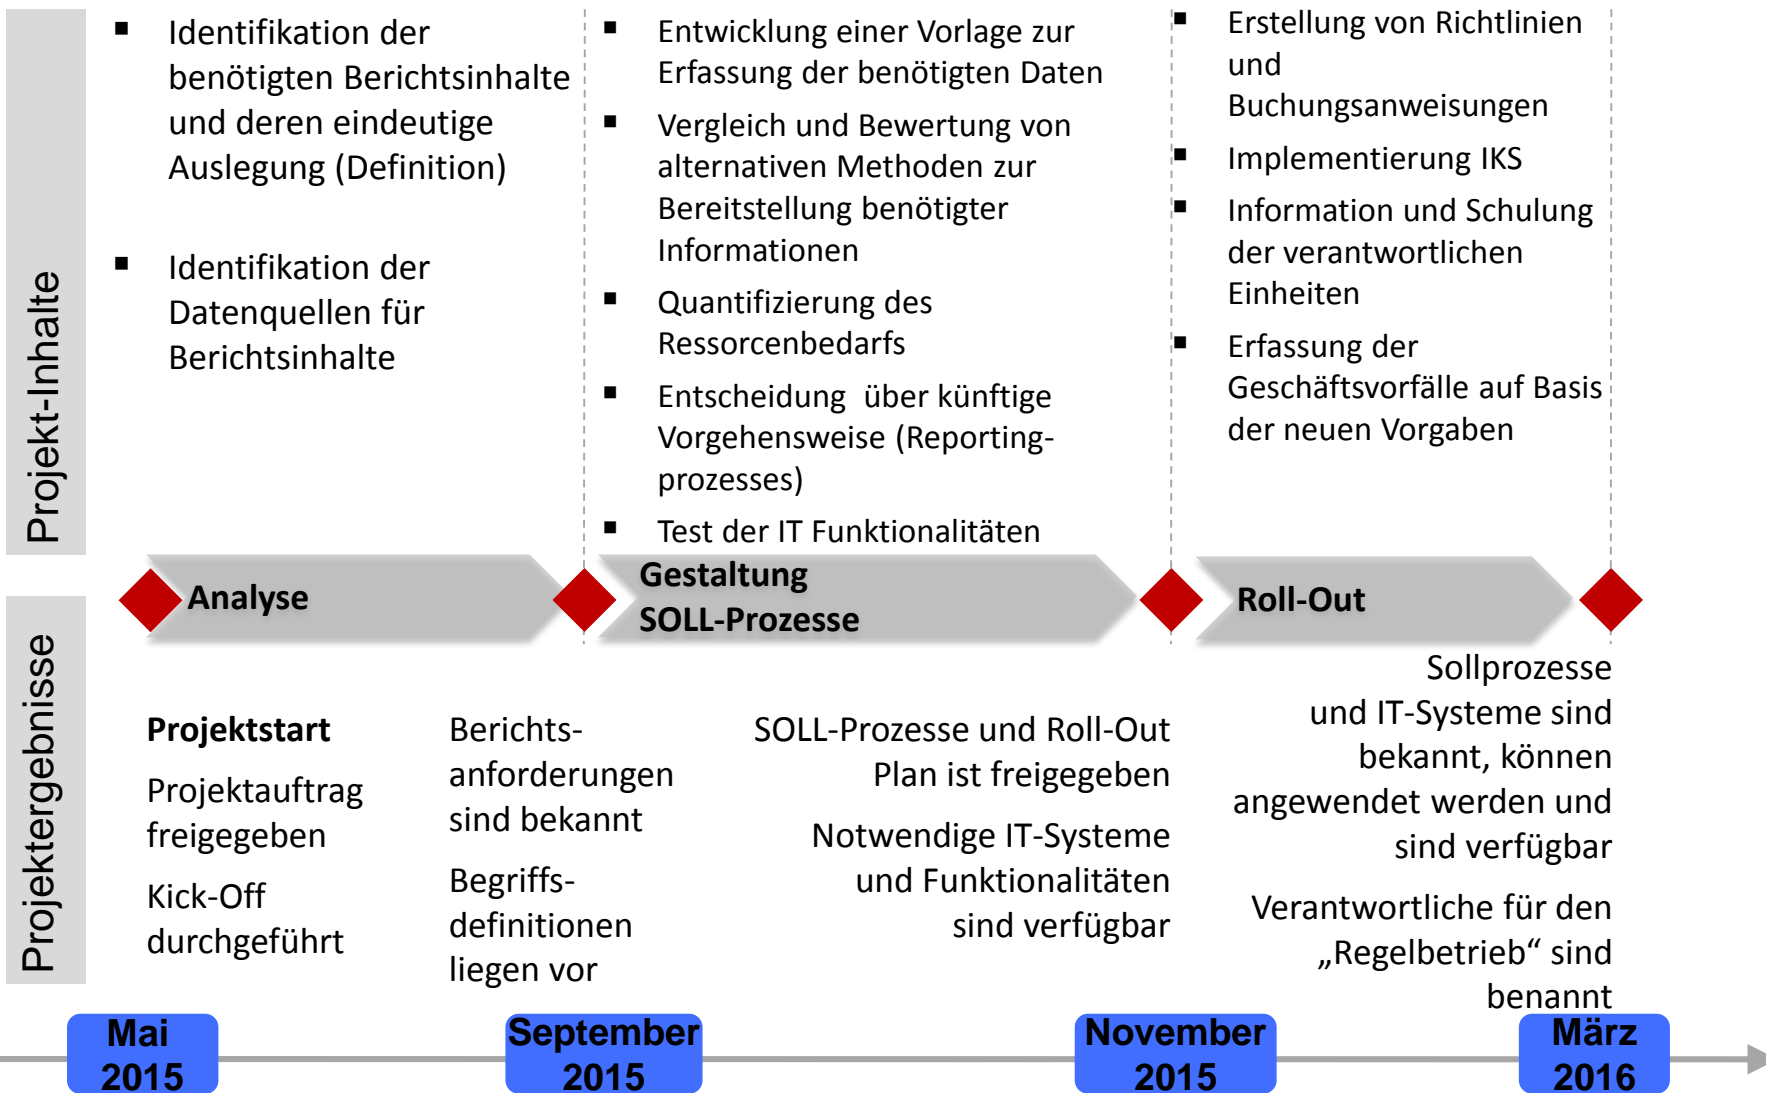 Projekt-Inhalte
Identifikation der
benötigten Berichtsinhalte
und deren eindeutige
Auslegung (Definition)
Identifikation der
Datenquellen für
Berichtsinhalte
Entwicklung einer Vorlage zur
Erfassung der benötigten Daten
Vergleich und Bewertung von
alternativen Methoden zur
Bereitstellung benötigter
Informationen
Quantifizierung des
Ressorcenbedarfs
Entscheidung über künftige
Vorgehensweise (Reporting-
prozesses)
Test der IT Funktionalitäten
Erstellung von Richtlinien
und
Buchungsanweisungen
Implementierung IKS
Information und Schulung
der verantwortlichen
Einheiten
Erfassung der
Geschäftsvorfälle auf Basis
der neuen Vorgaben
Analyse
Gestaltung
SOLL-Prozesse
Roll-Out
Projektergebnisse
Projektstart
Projektauftrag
freigegeben
Kick-Off
durchgeführt
Berichts-
anforderungen
sind bekannt
Begriffs-
definitionen
liegen vor
SOLL-Prozesse und Roll-Out
Plan ist freigegeben
Notwendige IT-Systeme
und Funktionalitäten
sind verfügbar
Sollprozesse
und IT-Systeme sind
bekannt, können
angewendet werden und
sind verfügbar
Verantwortliche für den
„Regelbetrieb“ sind
benannt
Mai
2015
September
2015
November
2015
März
2016